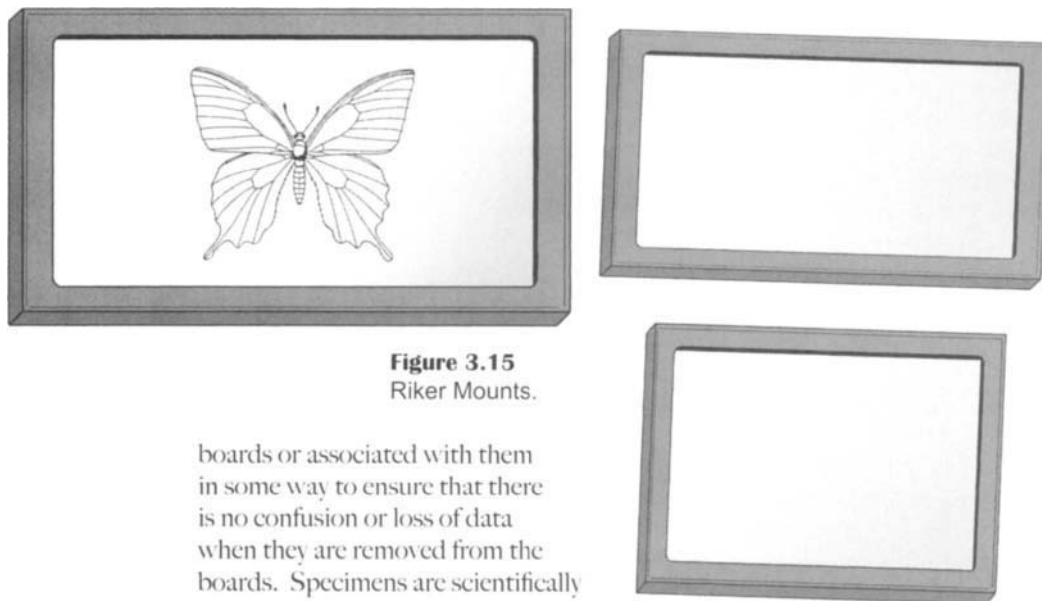 Figure 3.15
Riker Mounts.
boards or associated with them
in some way to ensure that there
is no confusion or loss of data
when they are removed from the
boards. Specimens are scientifically